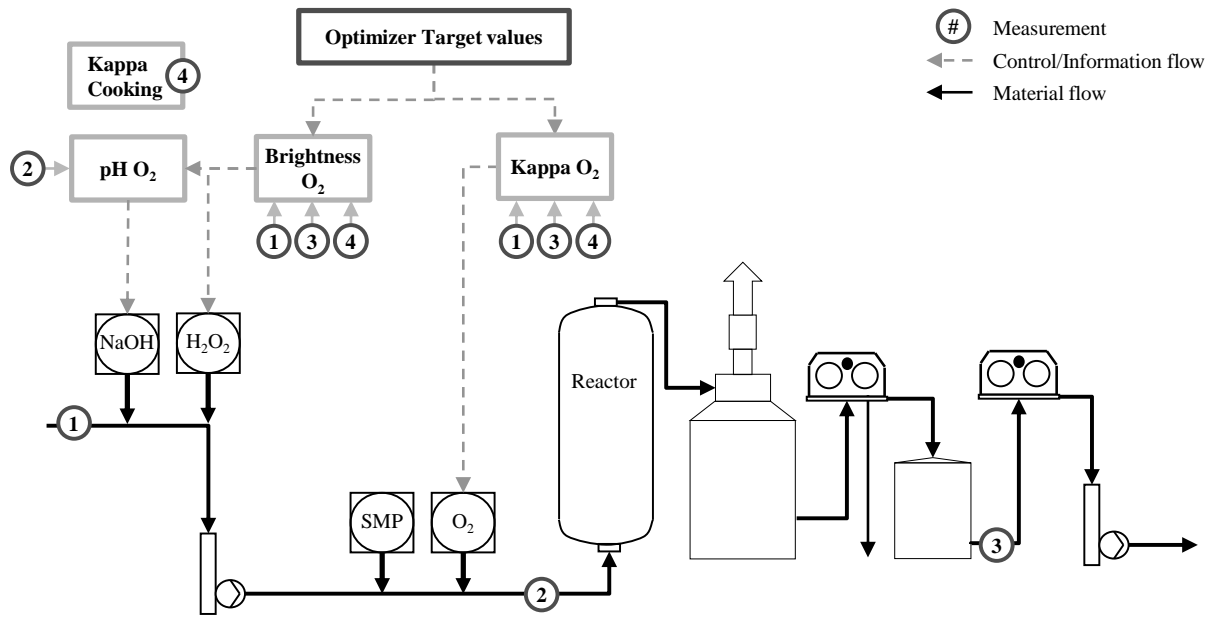 Optimizer Target values
# Measurement
Control/Information flow
Material flow
Kappa
Cooking
4
2
pH O₂
Brightness
O₂
Kappa O₂
1 3 4
1 3 4
NaOH
H₂O₂
Reactor
1
SMP
O₂
3
2